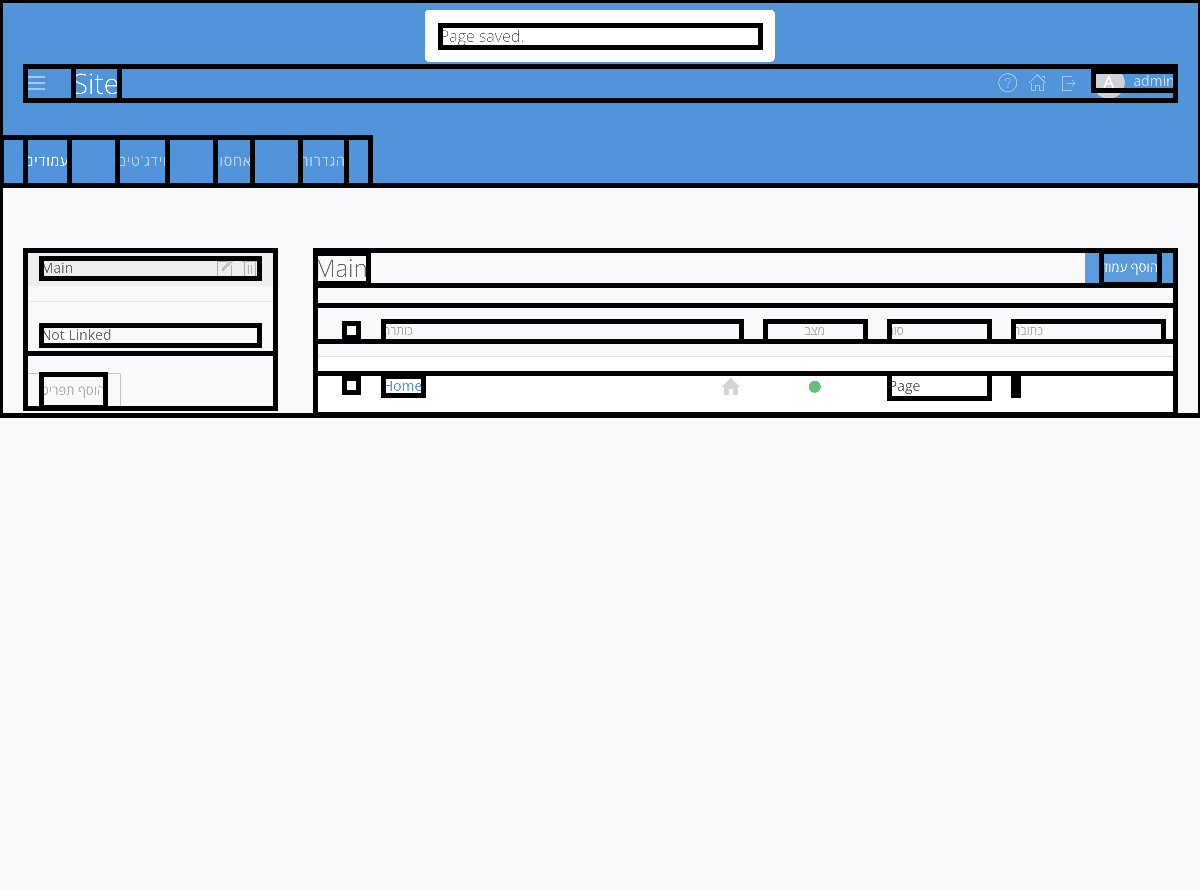 Page saved.
Site
A admin
עמודים
וידג'טים
אחסון
הגדרות
Main
Not Linked
הוסף תפריט
Main
הוסף עמוד
כותרת
מצב
סוג
כתובת
Home
Page